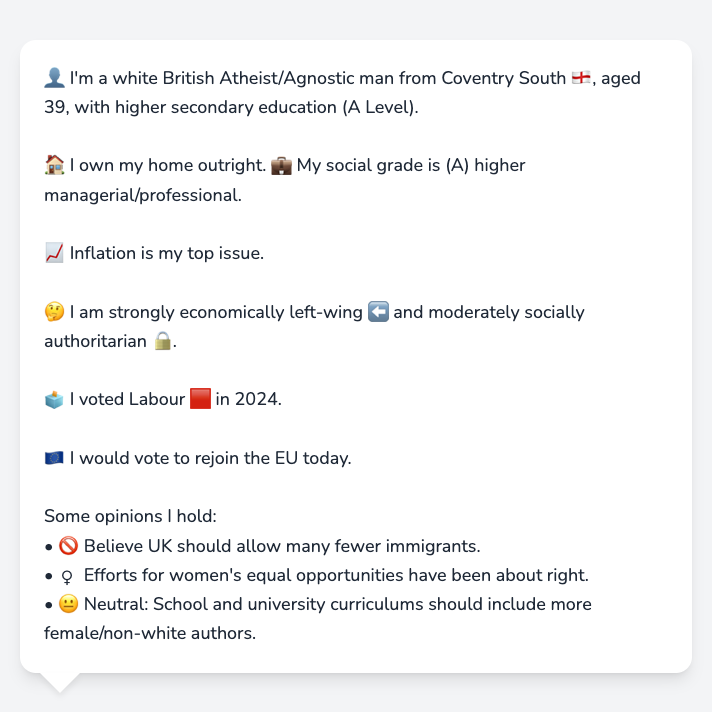 👤 I'm a white British Atheist/Agnostic man from Coventry South 🏴󠁧󠁢󠁥󠁮󠁧󠁿, aged
39, with higher secondary education (A Level).
🏠 I own my home outright. 💼 My social grade is (A) higher
managerial/professional.
📈 Inflation is my top issue.
🤔 I am strongly economically left-wing ⬅️ and moderately socially
authoritarian 🔒.
🗳️ I voted Labour 🟥 in 2024.
🇪🇺 I would vote to rejoin the EU today.
Some opinions I hold:
• 🚫 Believe UK should allow many fewer immigrants.
• ♀ Efforts for women's equal opportunities have been about right.
• 😐 Neutral: School and university curriculums should include more
female/non-white authors.